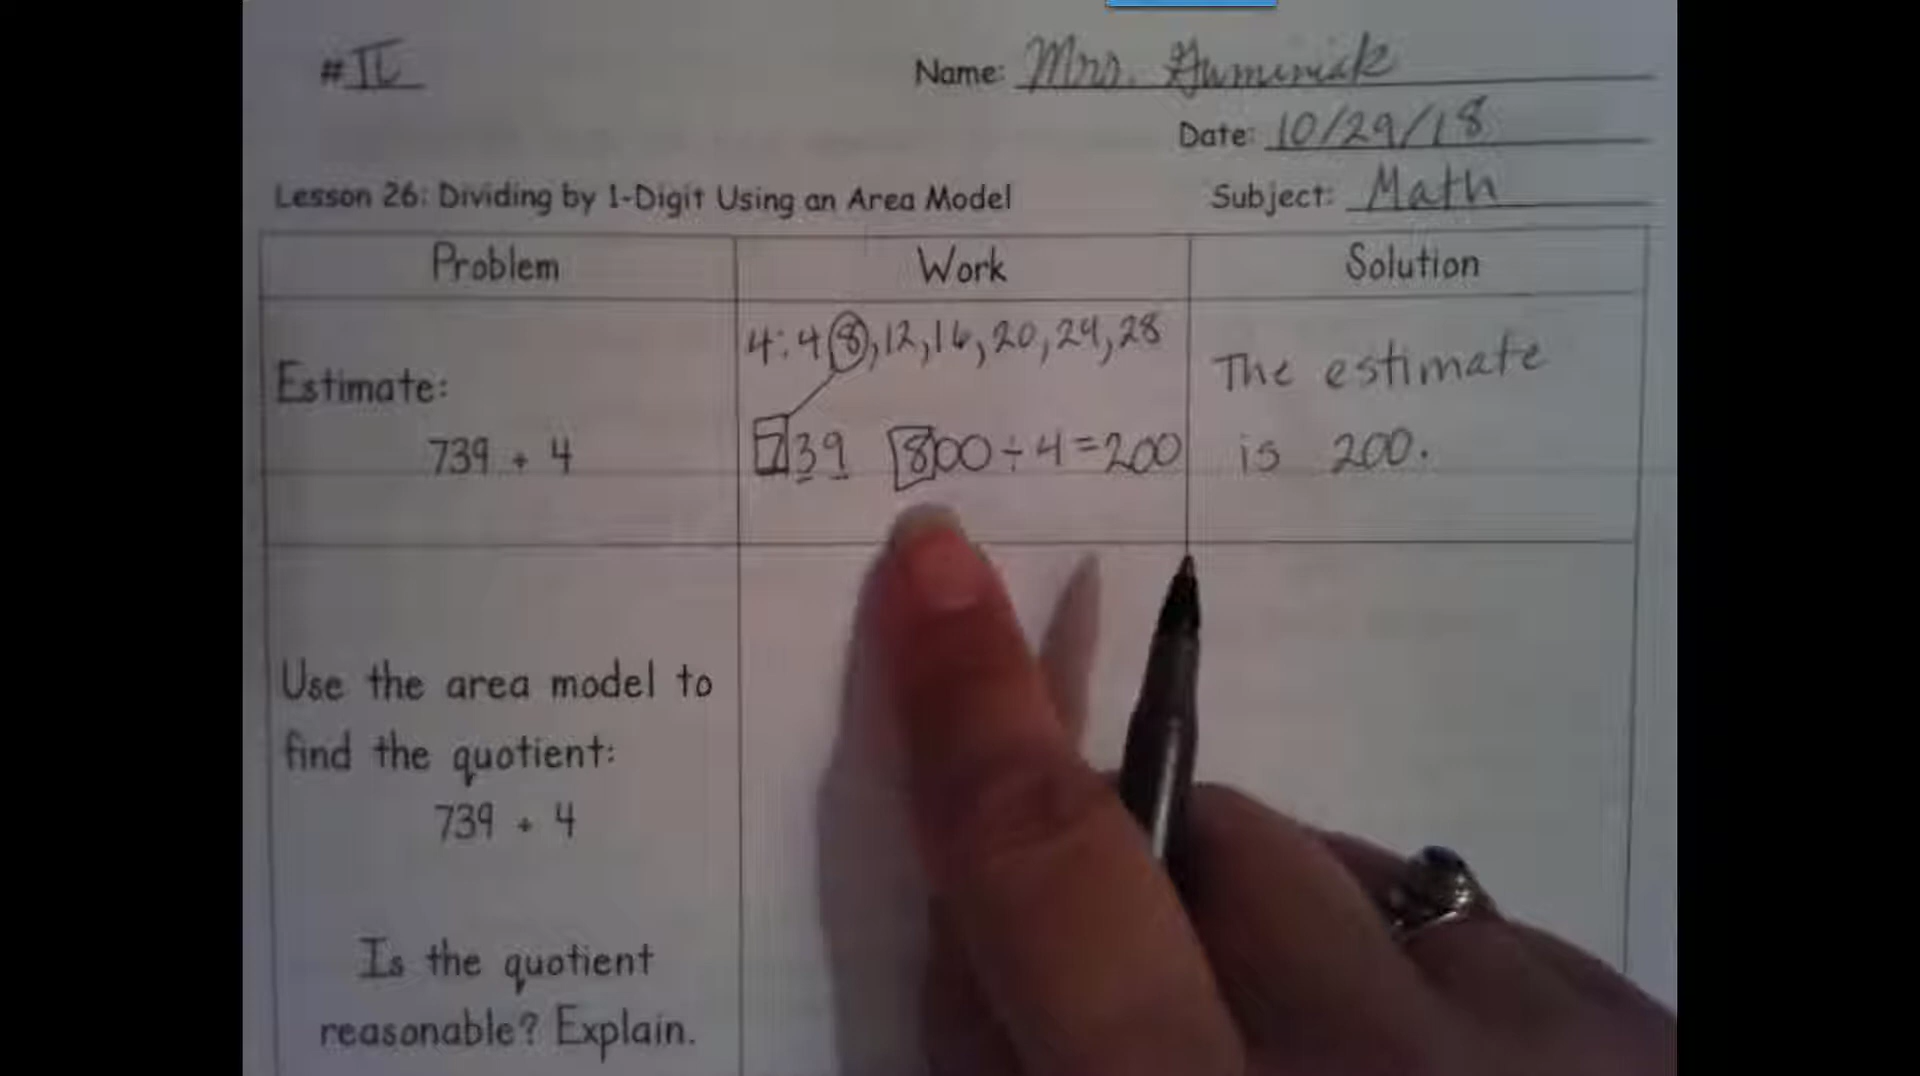 #π
Name: Mrs. Guminiak
Date: 10/29/18
Lesson 26: Dividing by 1-Digit Using an Area Model
Subject: Math
Problem
Work
Solution
Estimate:
739 ÷ 4
4: 4 8, 12, 16, 20, 24, 28
739 800 ÷ 4 = 200
The estimate
is 200.
Use the area model to
find the quotient:
739 ÷ 4
Is the quotient
reasonable? Explain.